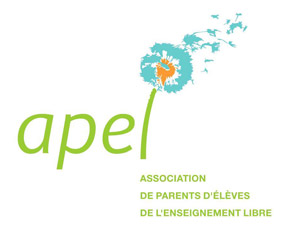 apel
ASSOCIATION
DE PARENTS D'ÉLÈVES
DE L'ENSEIGNEMENT LIBRE